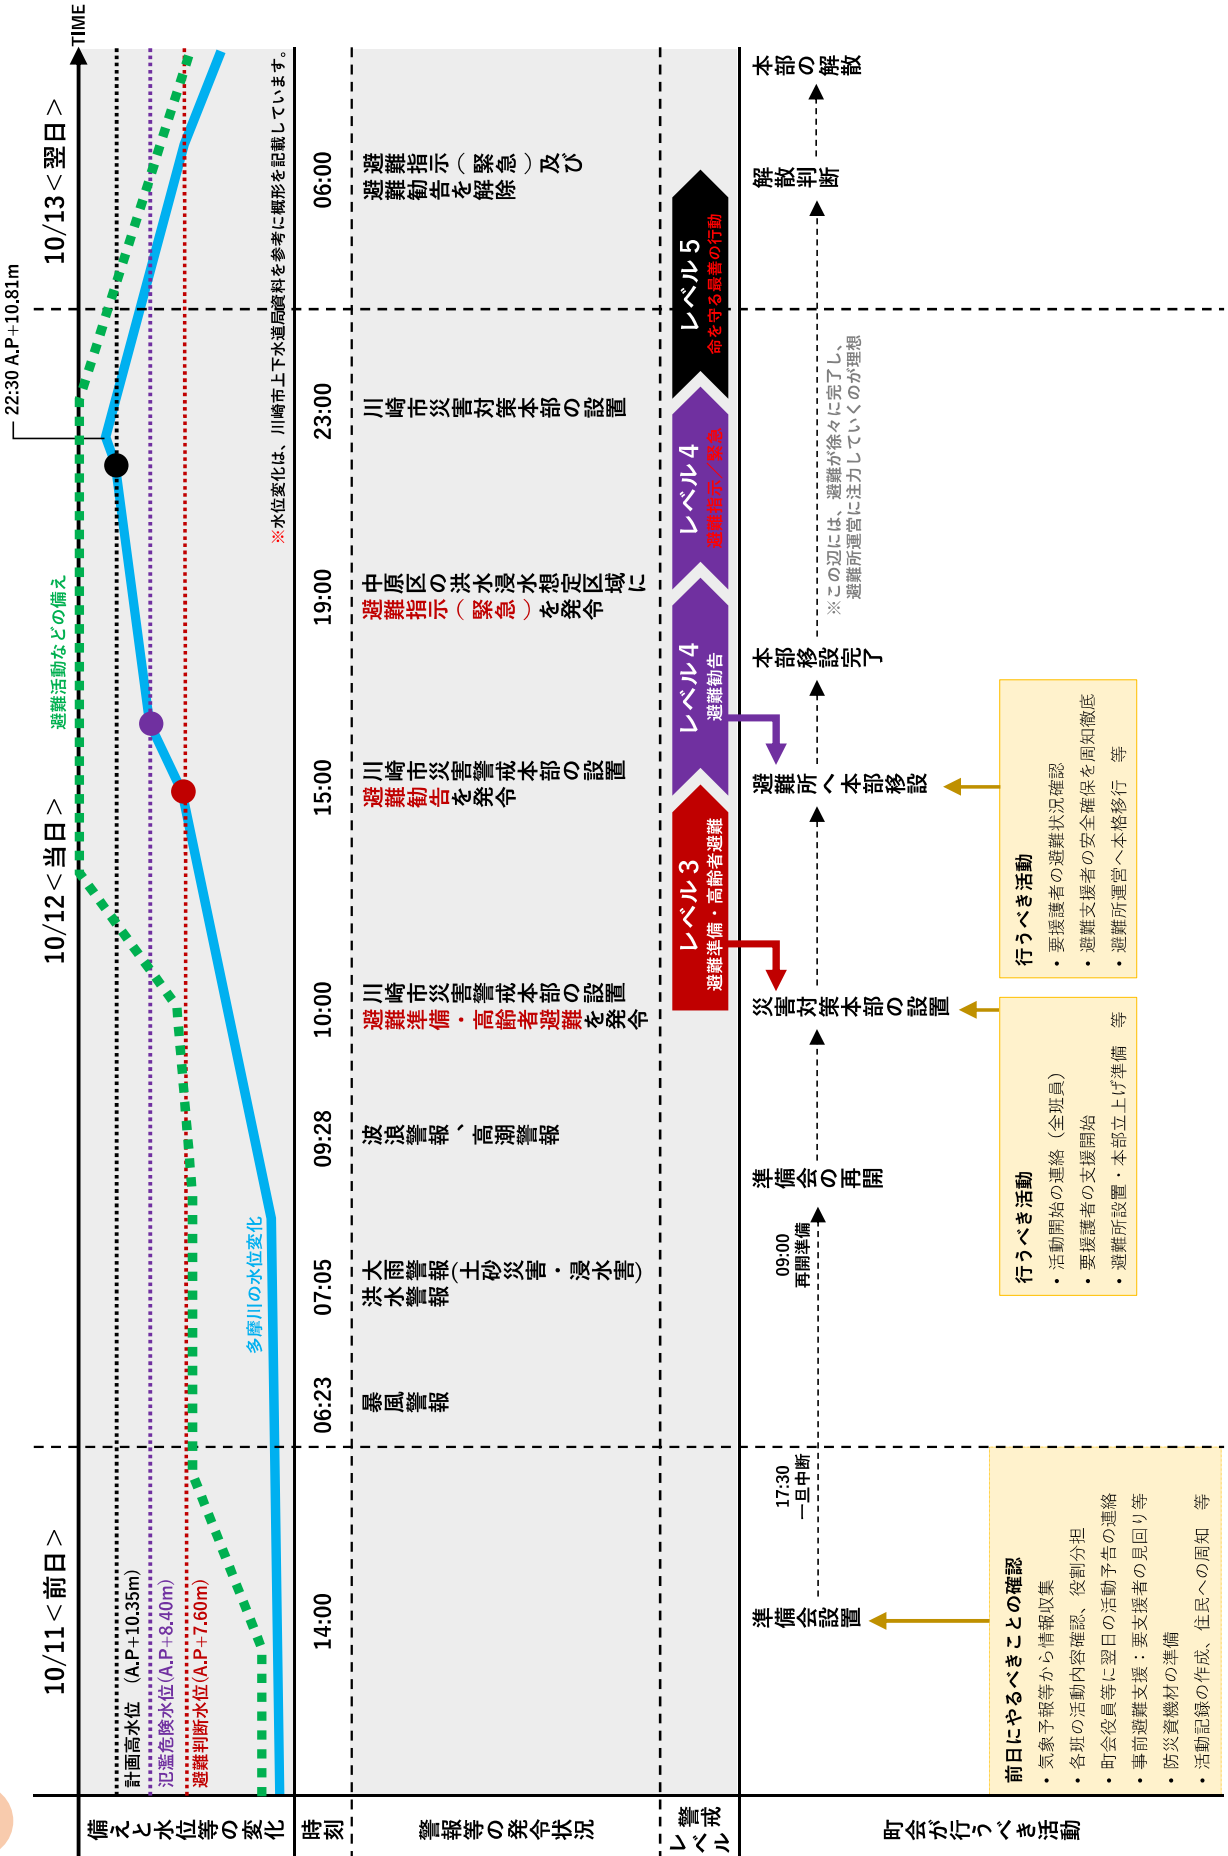 TIME
10/11＜前日＞
10/12＜当日＞
10/13＜翌日＞
22:30 A.P+10.81m
備えと水位等の変化
計画高水位　(A.P+10.35m)
氾濫危険水位(A.P+8.40m)
避難判断水位(A.P+7.60m)
避難活動などの備え
多摩川の水位変化
※水位変化は、川崎市上下水道局資料を参考に概形を記載しています。
時刻
14:00
06:23
07:05
09:28
10:00
15:00
19:00
23:00
06:00
警報等の発令状況
暴風警報
大雨警報(土砂災害・浸水害)
洪水警報
波浪警報、高潮警報
川崎市災害警戒本部の設置
避難準備・高齢者避難を発令
川崎市災害警戒本部の設置
避難勧告を発令
中原区の洪水浸水想定区域に
避難指示（緊急）を発令
川崎市災害対策本部の設置
避難指示（緊急）及び
避難勧告を解除
警戒
レベル
レベル3
避難準備・高齢者避難
レベル4
避難勧告
レベル4
避難指示／緊急
レベル5
命を守る最善の行動
町会が行うべき活動
準備会設置
17:30
一旦中断
09:00
再開準備
準備会の再開
災害対策本部の設置
避難所へ本部移設
本部移設完了
※この辺には、避難が徐々に完了し、
避難所運営に注力していくのが理想
解散判断
本部の解散
前日にやるべきことの確認
・気象予報等から情報収集
・各班の活動内容確認、役割分担
・町会役員等に翌日の活動予告の連絡
・事前避難支援：要支援者の見回り等
・防災資機材の準備
・活動記録の作成、住民への周知　等
行うべき活動
・活動開始の連絡（全班員）
・要援護者の支援開始
・避難所設置・本部立上げ準備　等
行うべき活動
・要援護者の避難状況確認
・避難支援者の安全確保を周知徹底
・避難所運営へ本格移行　等